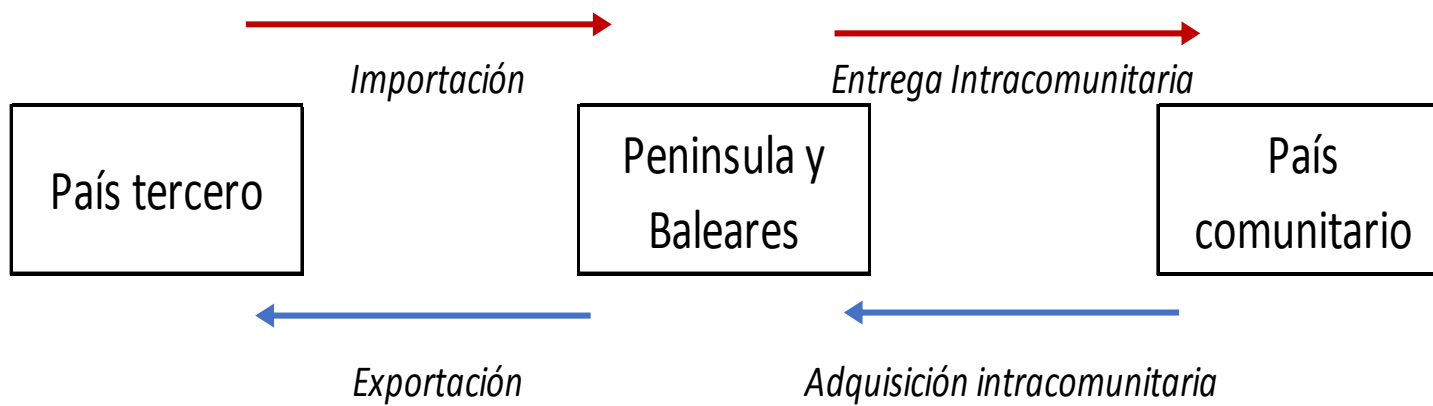 Importación
Entrega Intracomunitaria
País tercero
Peninsula y
Baleares
País
comunitario
Exportación
Adquisición intracomunitaria